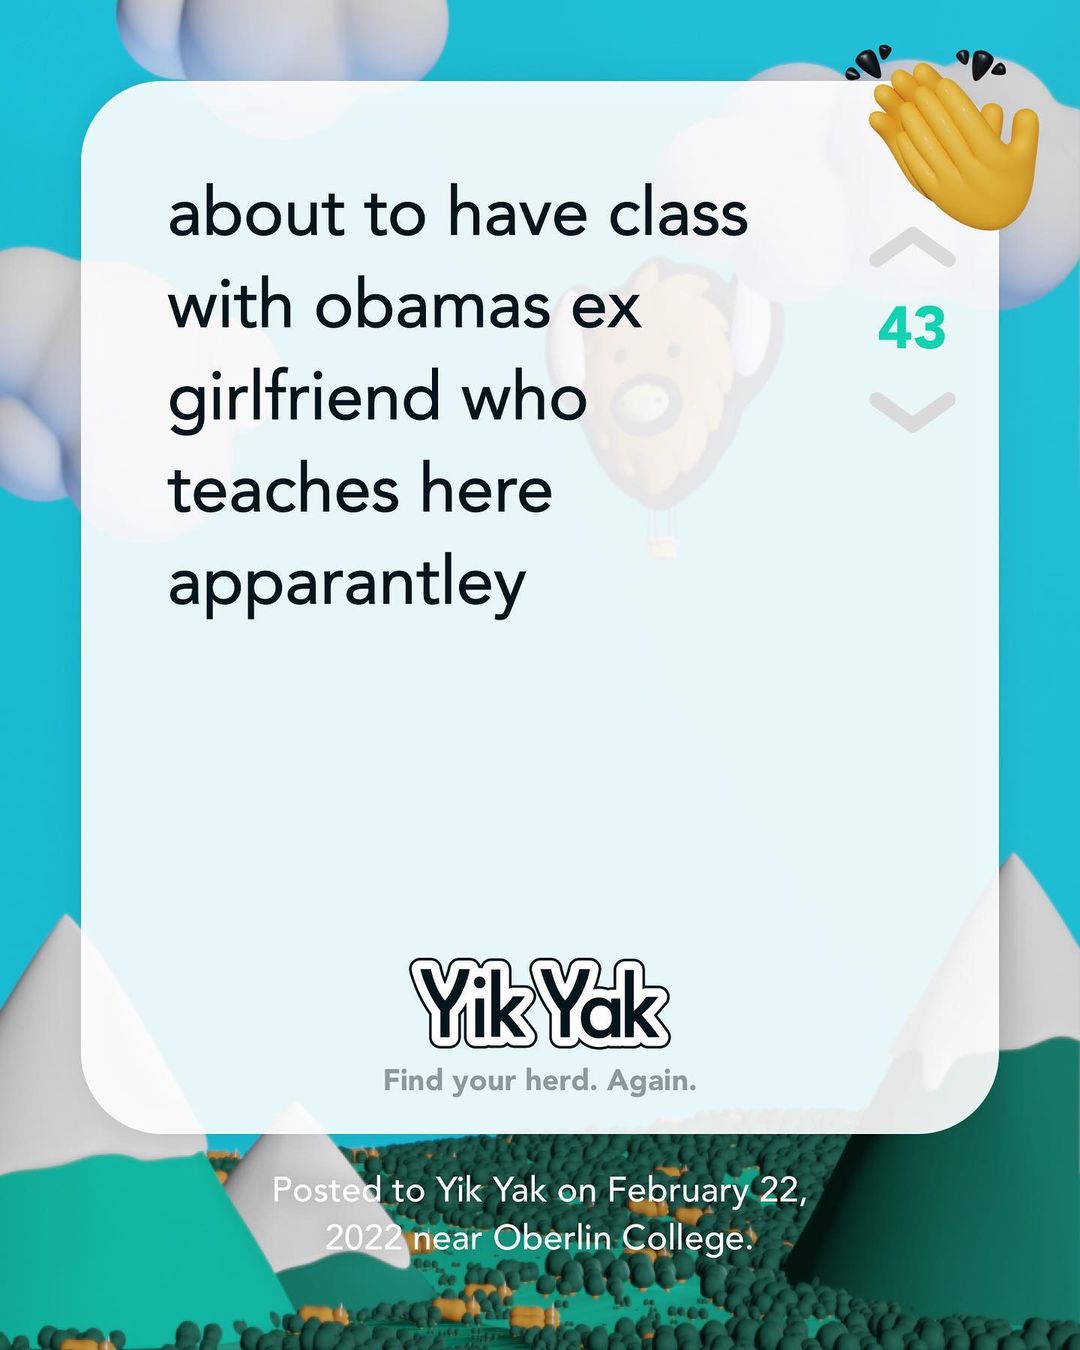 about to have class
with obamas ex
girlfriend who
teaches here
apparantley
43
Yik Yak
Find your herd. Again.
Posted to Yik Yak on February 22,
2022 near Oberlin College.